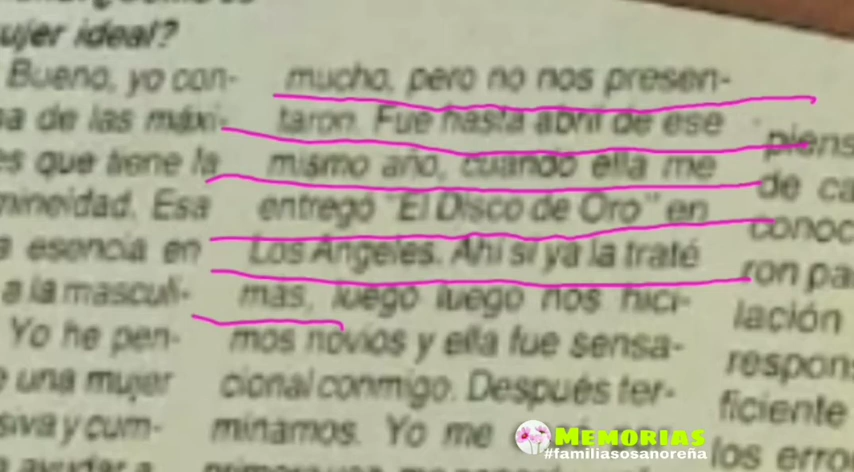 ujer ideal?
Bueno, yo con-
sa de las máxi-
es que tiene la
mineidad. Esa
a esencia en
a la masculi-
Yo he pen-
e una mujer
siva y cum-
ayudar a
mucho, pero no nos presen-
taron. Fue hasta abril de ese
mismo año, cuando ella me
entregó "El Disco de Oro" en
Los Angeles. Ahí sí ya la traté
más, luego luego nos hici-
mos novios y ella fue sensa-
cional conmigo. Después ter-
minamos. Yo me
piens
de ca
conoc
ron pa
lación
respon
ficiente
los erro
MEMORIAS
#familiasosanoreña